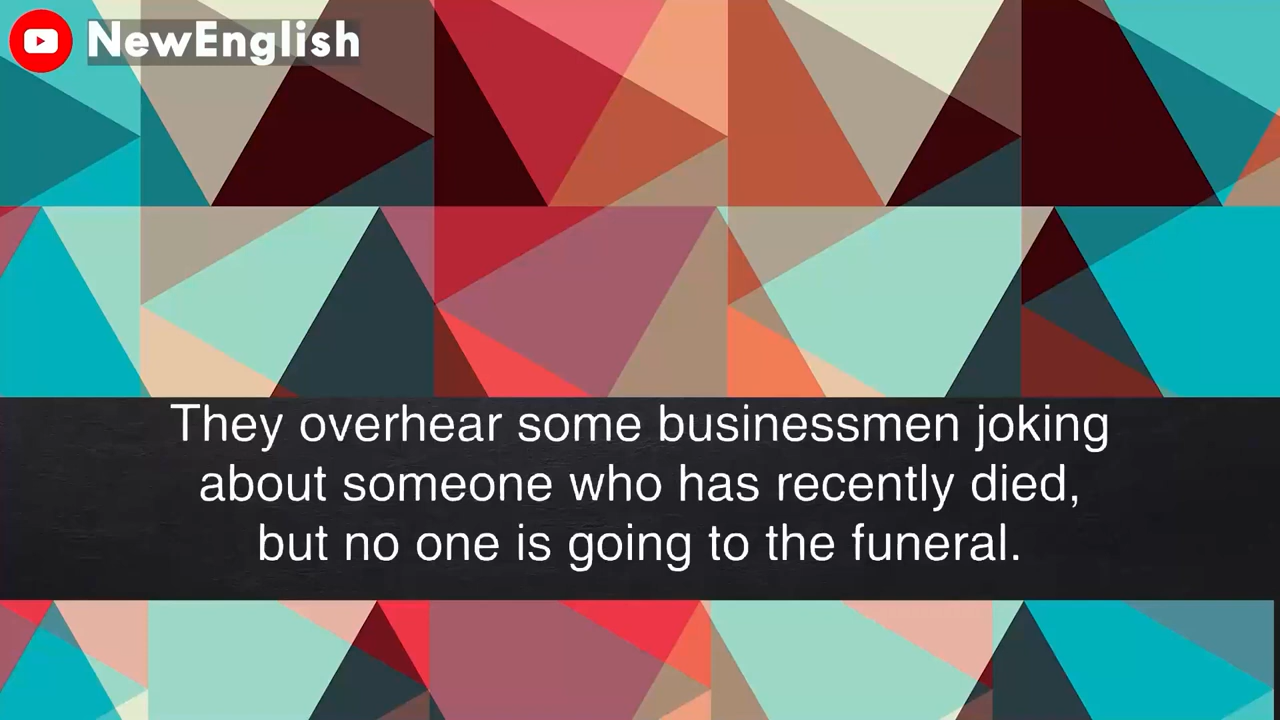 NewEnglish
They overhear some businessmen joking
about someone who has recently died,
but no one is going to the funeral.